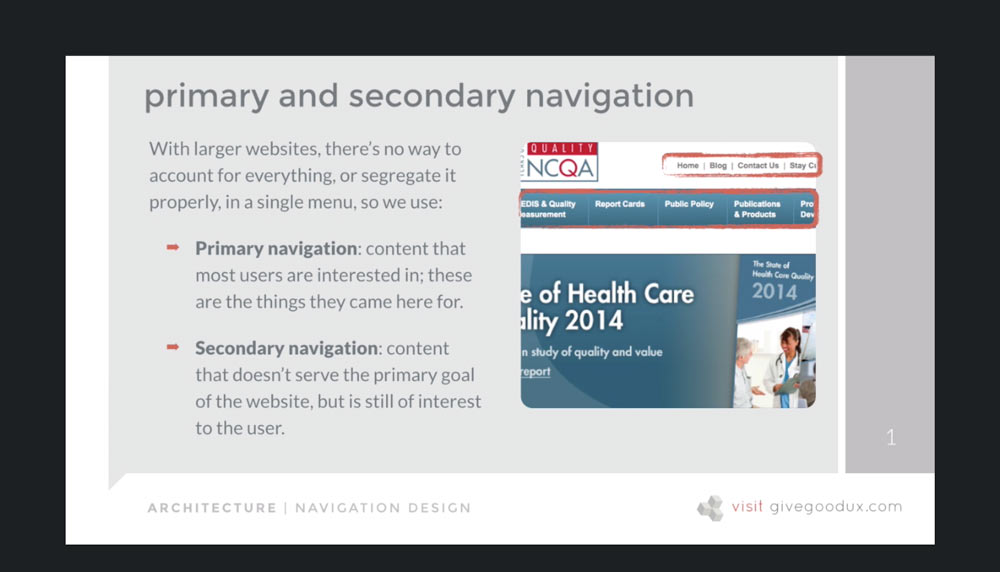 primary and secondary navigation
With larger websites, there's no way to
account for everything, or segregate it
properly, in a single menu, so we use:
➡ Primary navigation: content that
most users are interested in; these
are the things they came here for.
➡ Secondary navigation: content
that doesn't serve the primary goal
of the website, but is still of interest
to the user.
QUALITY
NCQA
Home | Blog | Contact Us | Stay
EDIS & Quality
easurement
Report Cards
Public Policy
Publications
& Products
Pro
Dev
e of Health Care
ality 2014
n study of quality and value
report
The State of
Health Care Quality
2014
1
ARCHITECTURE | NAVIGATION DESIGN
visit givegoodux.com